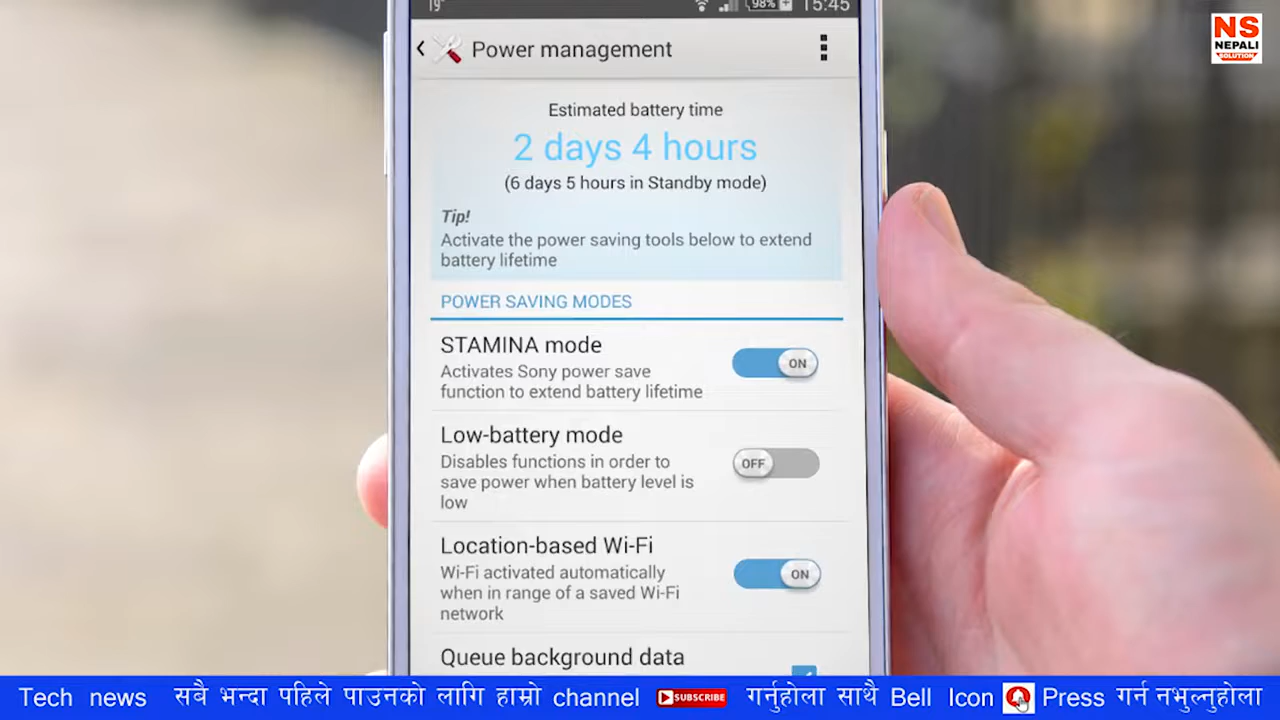 19°
98%
15:45
NS
NEPALI
SOLUTION
Power management
Estimated battery time
2 days 4 hours
(6 days 5 hours in Standby mode)
Tip!
Activate the power saving tools below to extend
battery lifetime
POWER SAVING MODES
STAMINA mode
ON
Activates Sony power save
function to extend battery lifetime
Low-battery mode
OFF
Disables functions in order to
save power when battery level is
low
Location-based Wi-Fi
ON
Wi-Fi activated automatically
when in range of a saved Wi-Fi
network
Queue background data
Tech news सबै भन्दा पहिले पाउनको लागि हाम्रो channel SUBSCRIBE गर्नुहोला साथै Bell Icon Press गर्न नभुल्नुहोला